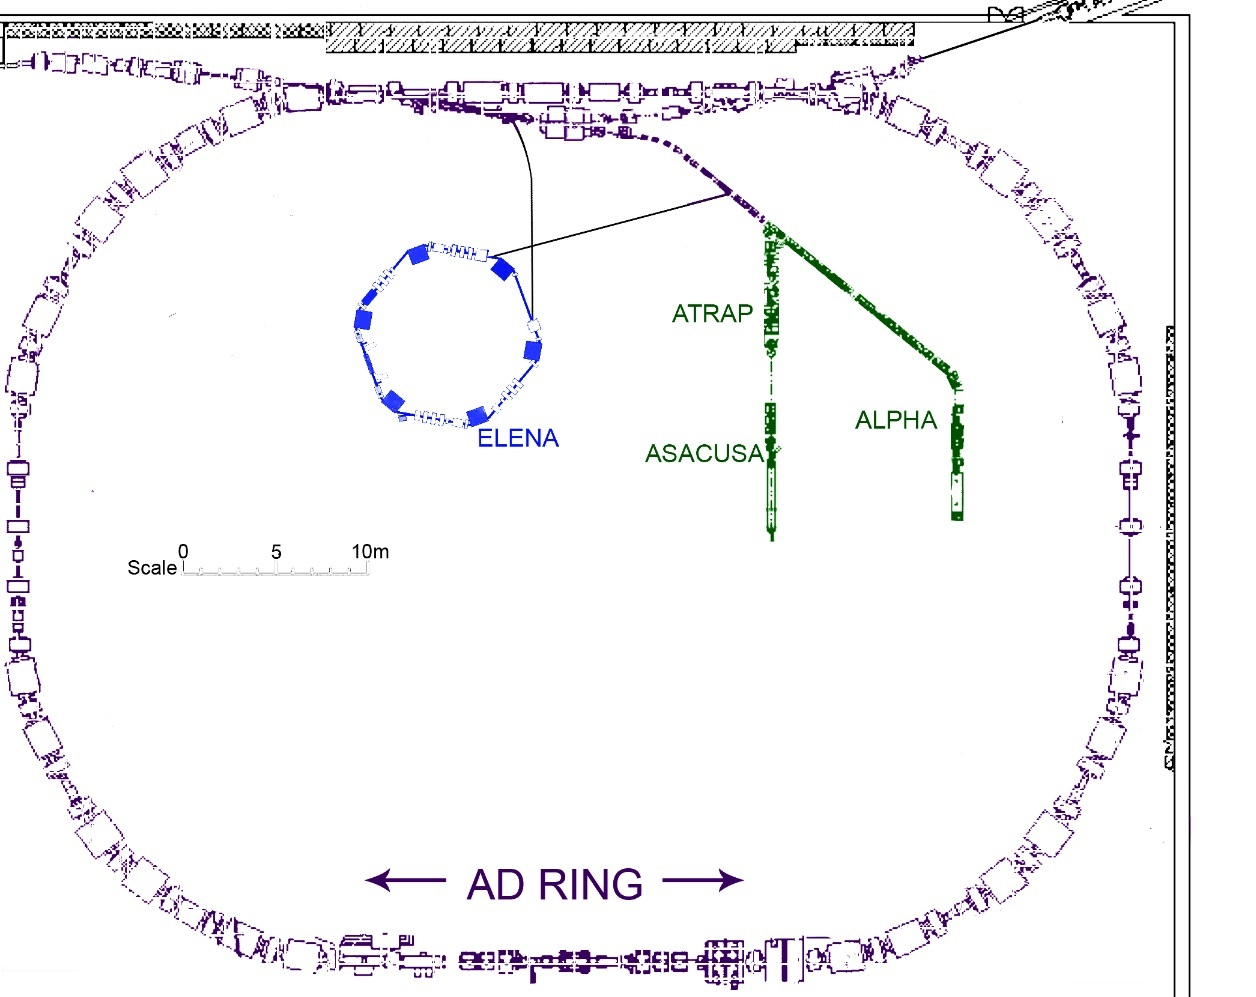 ATRAP
ALPHA
ELENA
ASACUSA
0 5 10m
Scale
AD RING